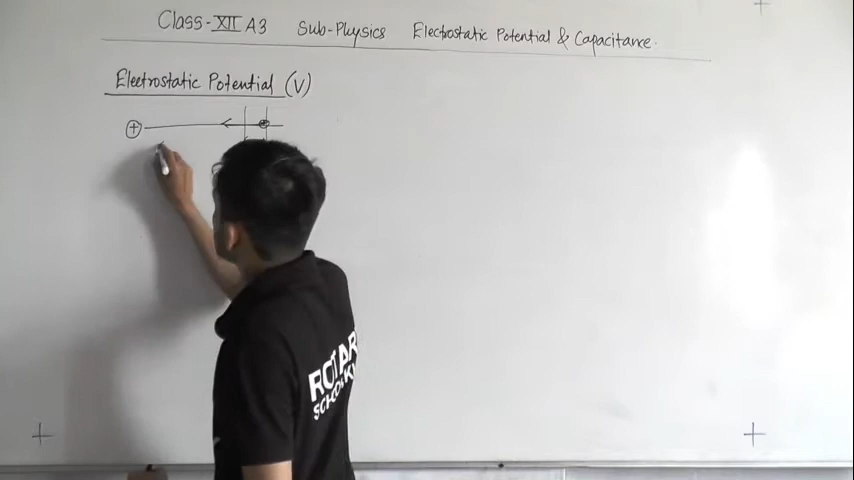 Class-XII A3 Sub-Physics Electrostatic Potential & Capacitance.
Electrostatic Potential (V)
+